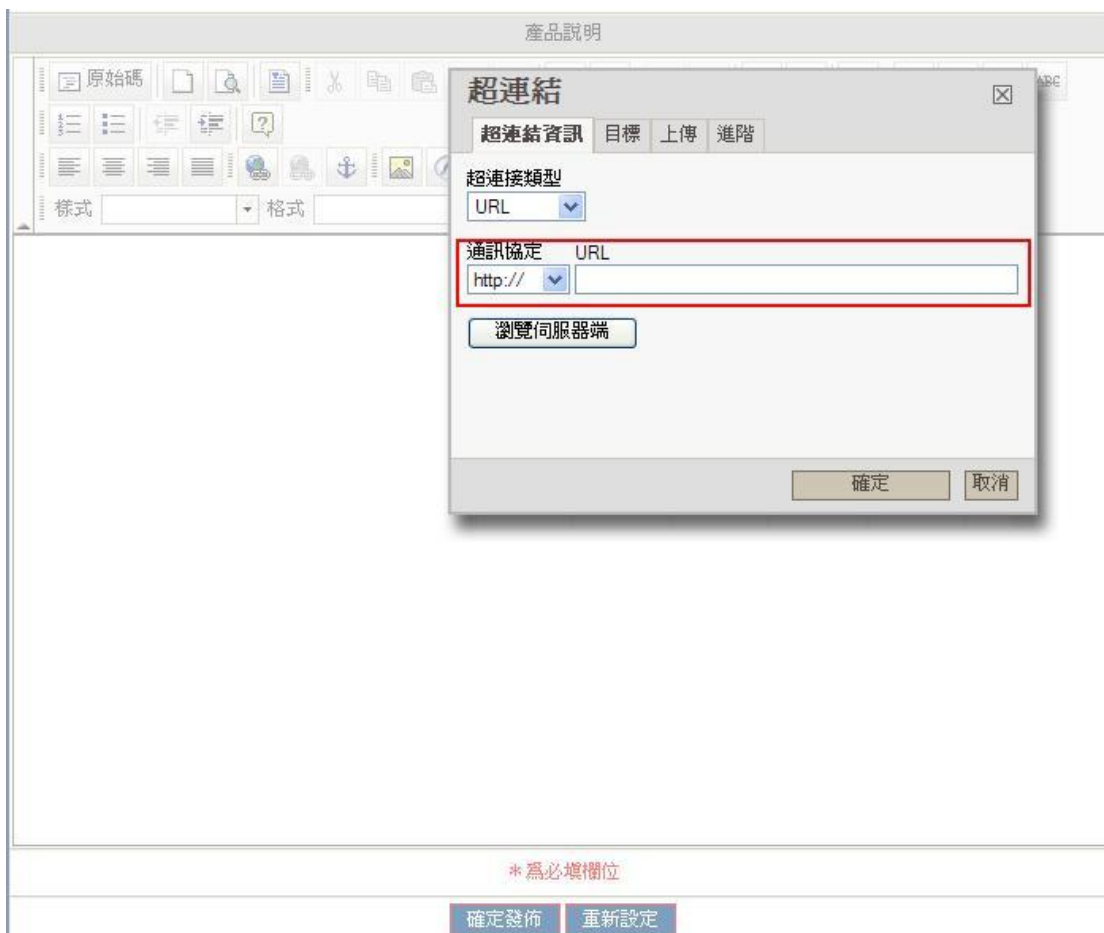 產品說明
原始碼
ABC
樣式
格式
超連結
超連結資訊 目標 上傳 進階
超連接類型
URL
通訊協定 URL
http://
瀏覽伺服器端
確定 取消
*為必填欄位
確定發佈 重新設定